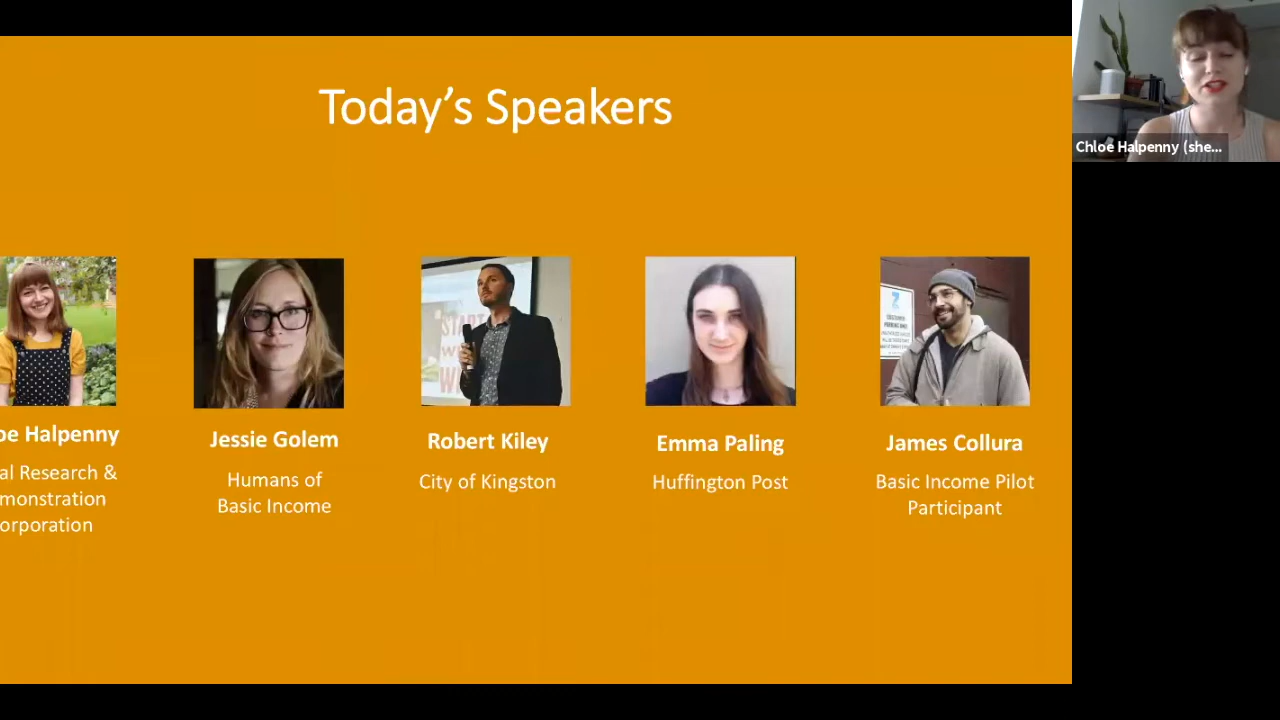 Today's Speakers
Chloe Halpenny (she...
oe Halpenny
al Research &
monstration
orporation
Jessie Golem
Humans of
Basic Income
Robert Kiley
City of Kingston
Emma Paling
Huffington Post
James Collura
Basic Income Pilot
Participant
START